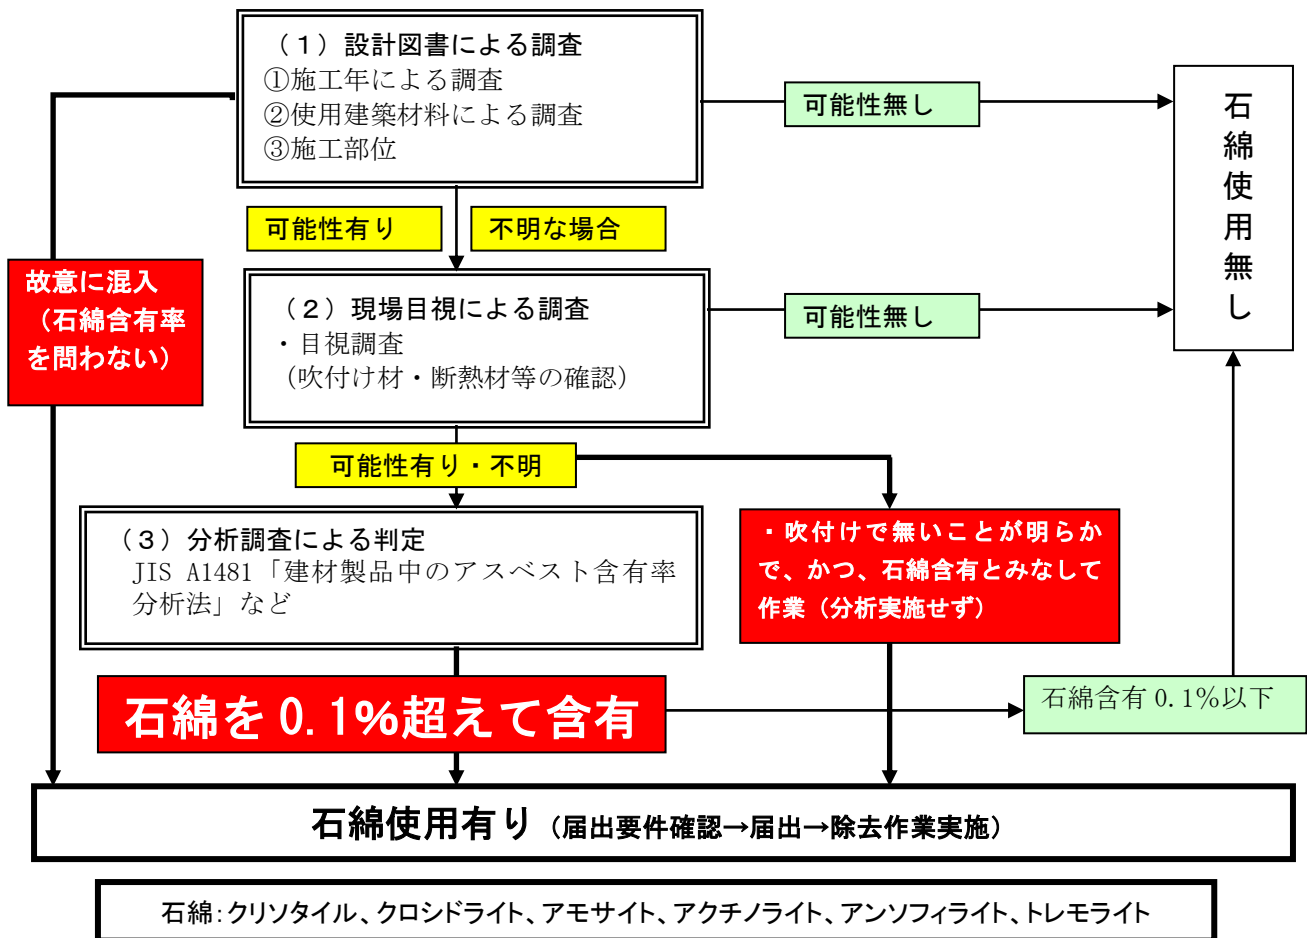 （１）設計図書による調査
①施工年による調査
②使用建築材料による調査
③施工部位
可能性無し
石綿使用無し
可能性有り
不明な場合
故意に混入
（石綿含有率
を問わない）
（２）現場目視による調査
・目視調査
（吹付け材・断熱材等の確認）
可能性無し
可能性有り・不明
（３）分析調査による判定
JIS A1481「建材製品中のアスベスト含有率
分析法」など
・吹付けで無いことが明らか
で、かつ、石綿含有とみなして
作業（分析実施せず）
石綿を 0.1%超えて含有
石綿含有 0.1%以下
石綿使用有り（届出要件確認→届出→除去作業実施）
石綿：クリソタイル、クロシドライト、アモサイト、アクチノライト、アンソフィライト、トレモライト